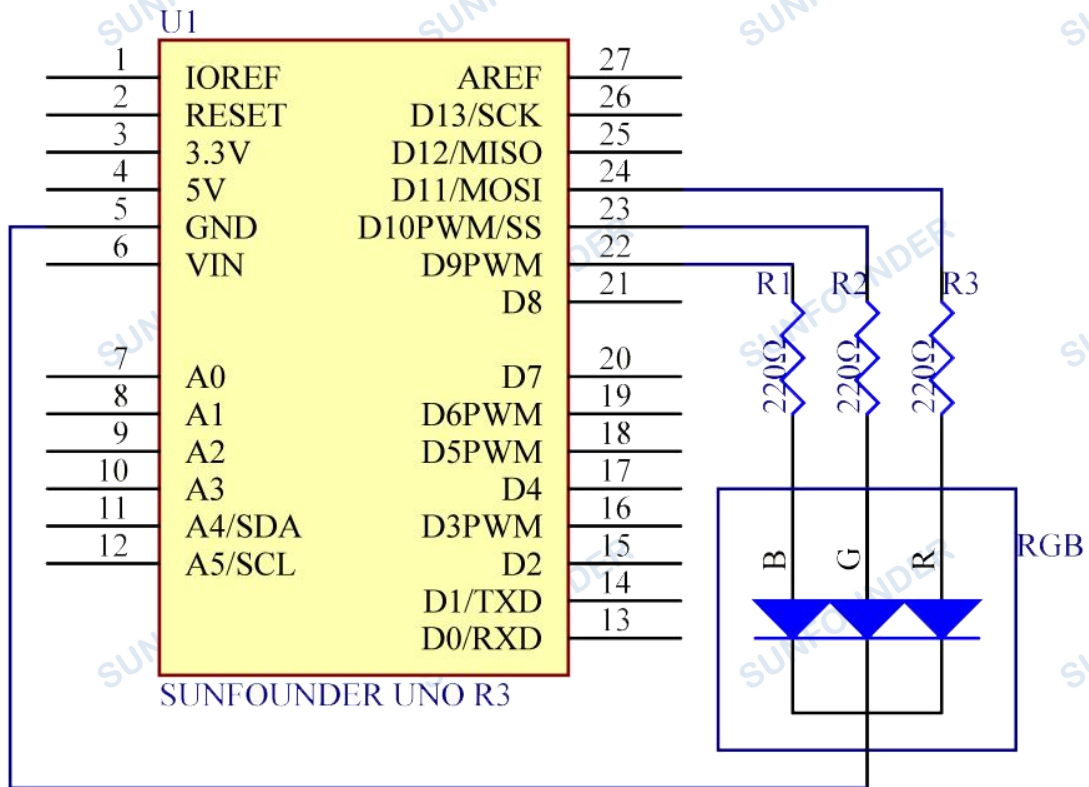 U1
1 IOREF AREF 27
2 RESET D13/SCK 26
3 3.3V D12/MISO 25
4 5V D11/MOSI 24
5 GND D10PWM/SS 23
6 VIN D9PWM 22
D8 21
7 A0 D7 20
8 A1 D6PWM 19
9 A2 D5PWM 18
10 A3 D4 17
11 A4/SDA D3PWM 16
12 A5/SCL D2 15
D1/TXD 14
D0/RXD 13
SUNFOUNDER UNO R3
R1 R2 R3
220Ω 220Ω 220Ω
B G R
RGB
SUNFOUNDER
SUNFOUNDER